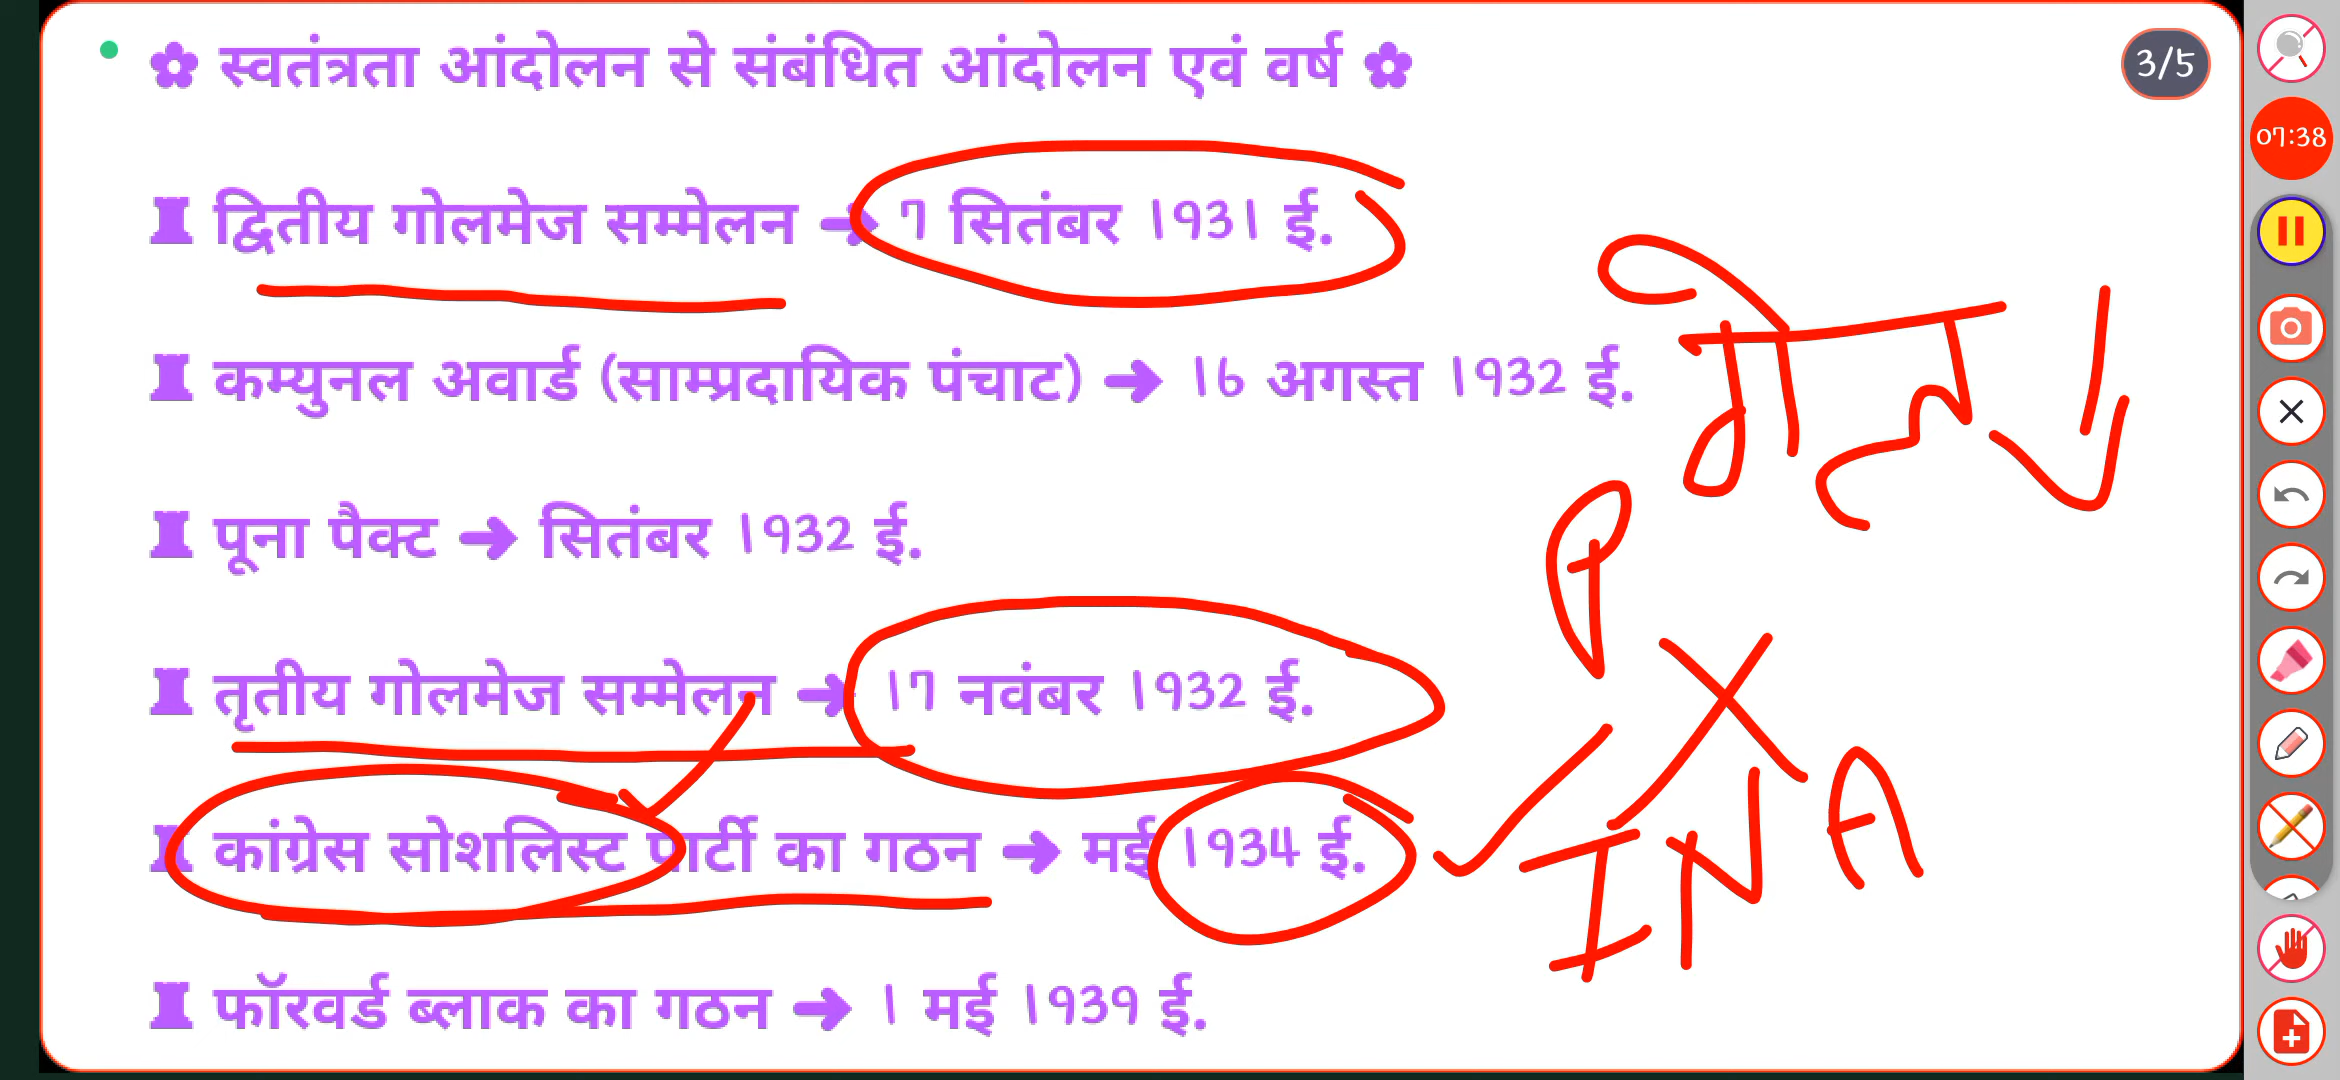 ✿ स्वतंत्रता आंदोलन से संबंधित आंदोलन एवं वर्ष ✿
3/5
07:38
♜ द्वितीय गोलमेज सम्मेलन ➜ 7 सितंबर 1931 ई.
♜ कम्युनल अवार्ड (साम्प्रदायिक पंचाट) ➜ 16 अगस्त 1932 ई.
♜ पूना पैक्ट ➜ सितंबर 1932 ई.
♜ तृतीय गोलमेज सम्मेलन ➜ 17 नवंबर 1932 ई.
♜ कांग्रेस सोशलिस्ट पार्टी का गठन ➜ मई 1934 ई.
INA
♜ फॉरवर्ड ब्लाक का गठन ➜ 1 मई 1939 ई.